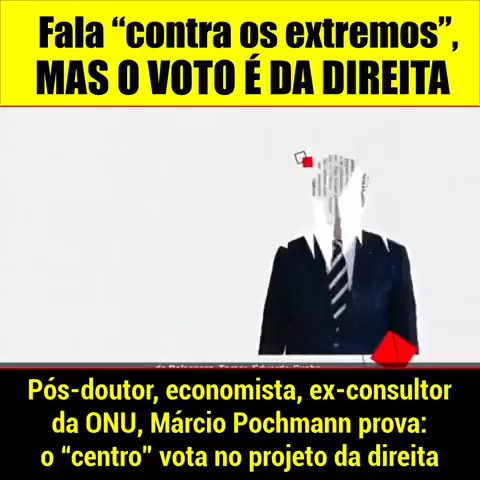 Fala “contra os extremos”,
MAS O VOTO É DA DIREITA
Pós-doutor, economista, ex-consultor
da ONU, Márcio Pochmann prova:
o “centro” vota no projeto da direita